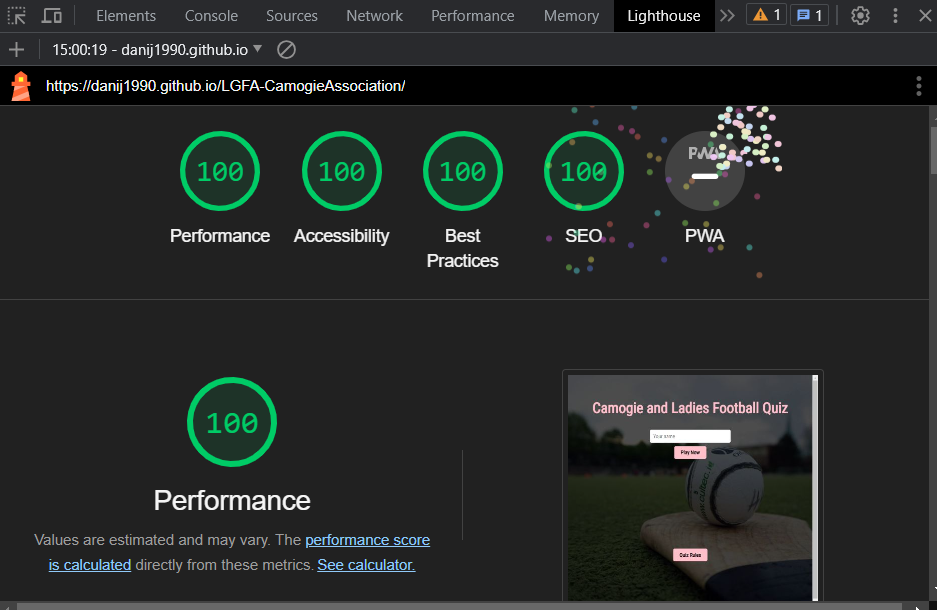 Elements Console Sources Network Performance Memory Lighthouse 1 1
15:00:19 - danij1990.github.io
https://danij1990.github.io/LGFA-CamogieAssociation/
100 100 100 100 PWA
Performance Accessibility Best Practices SEO PWA
100
Performance
Values are estimated and may vary. The performance score
is calculated directly from these metrics. See calculator.
Camogie and Ladies Football Quiz
Your name
Play Now
Quiz Rules